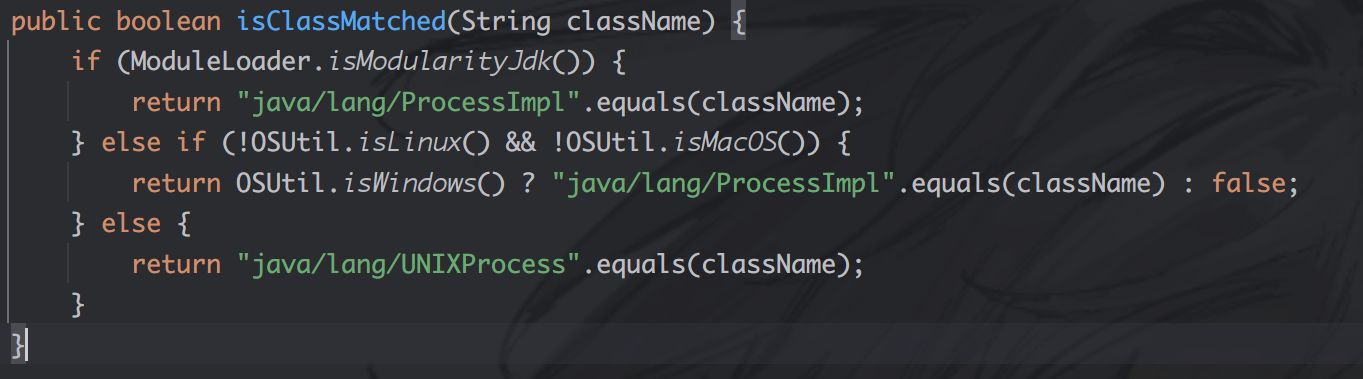 public boolean isClassMatched(String className) {
    if (ModuleLoader.isModularityJdk()) {
        return "java/lang/ProcessImpl".equals(className);
    } else if (!OSUtil.isLinux() && !OSUtil.isMacOS()) {
        return OSUtil.isWindows() ? "java/lang/ProcessImpl".equals(className) : false;
    } else {
        return "java/lang/UNIXProcess".equals(className);
    }
}